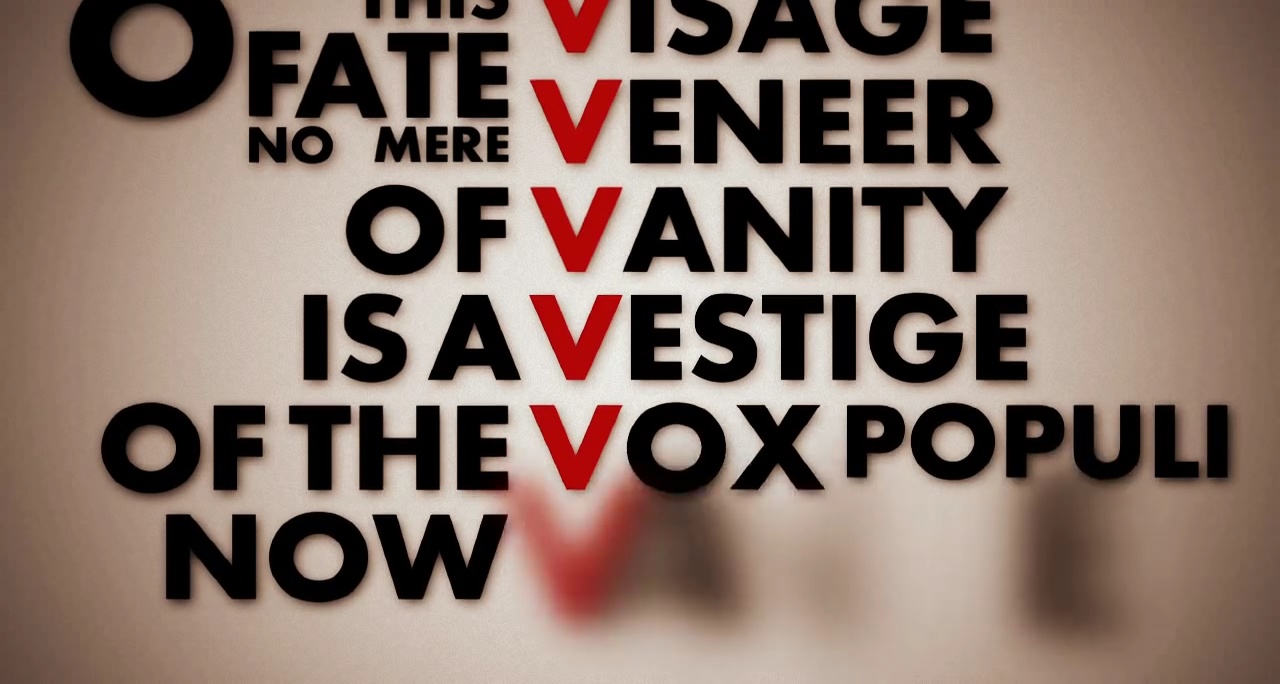 THIS VISAGE
O FATE
NO MERE VENEER
OF VANITY
IS A VESTIGE
OF THE VOX POPULI
NOW